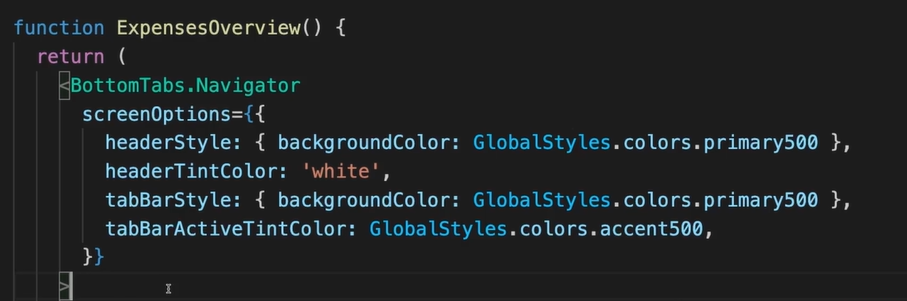 function ExpensesOverview() {
return (
<BottomTabs.Navigator
screenOptions={{
headerStyle: { backgroundColor: GlobalStyles.colors.primary500 },
headerTintColor: 'white',
tabBarStyle: { backgroundColor: GlobalStyles.colors.primary500 },
tabBarActiveTintColor: GlobalStyles.colors.accent500,
}}
>